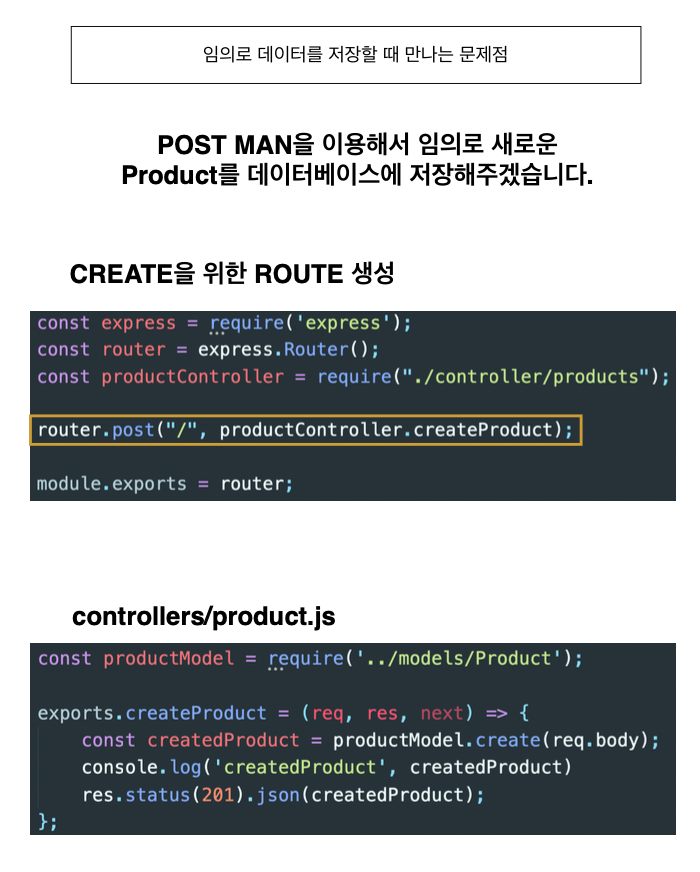 임의로 데이터를 저장할 때 만나는 문제점
POST MAN을 이용해서 임의로 새로운
Product를 데이터베이스에 저장해주겠습니다.
CREATE을 위한 ROUTE 생성
const express = require('express');
const router = express.Router();
const productController = require("./controller/products");
router.post("/", productController.createProduct);
module.exports = router;
controllers/product.js
const productModel = require('../models/Product');
exports.createProduct = (req, res, next) => {
    const createdProduct = productModel.create(req.body);
    console.log('createdProduct', createdProduct)
    res.status(201).json(createdProduct);
};